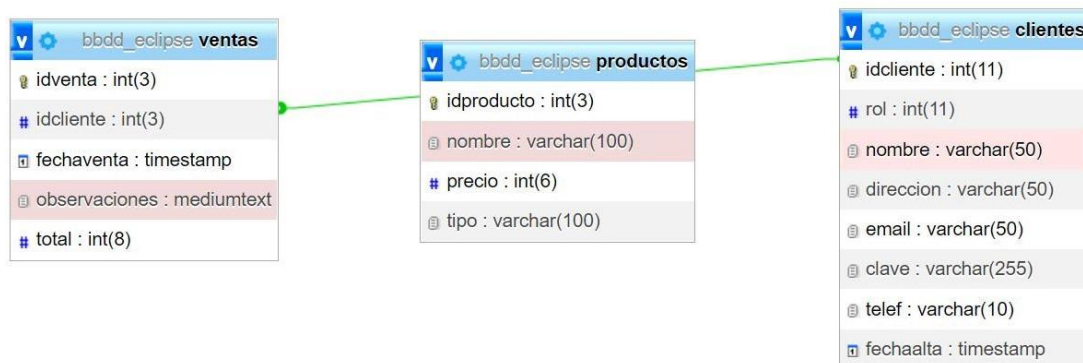 bbdd_eclipse ventas
idventa : int(3)
idcliente : int(3)
fechaventa : timestamp
observaciones : mediumtext
total : int(8)
bbdd_eclipse productos
idproducto : int(3)
nombre : varchar(100)
precio : int(6)
tipo : varchar(100)
bbdd_eclipse clientes
idcliente : int(11)
rol : int(11)
nombre : varchar(50)
direccion : varchar(50)
email : varchar(50)
clave : varchar(255)
telef : varchar(10)
fechaalta : timestamp